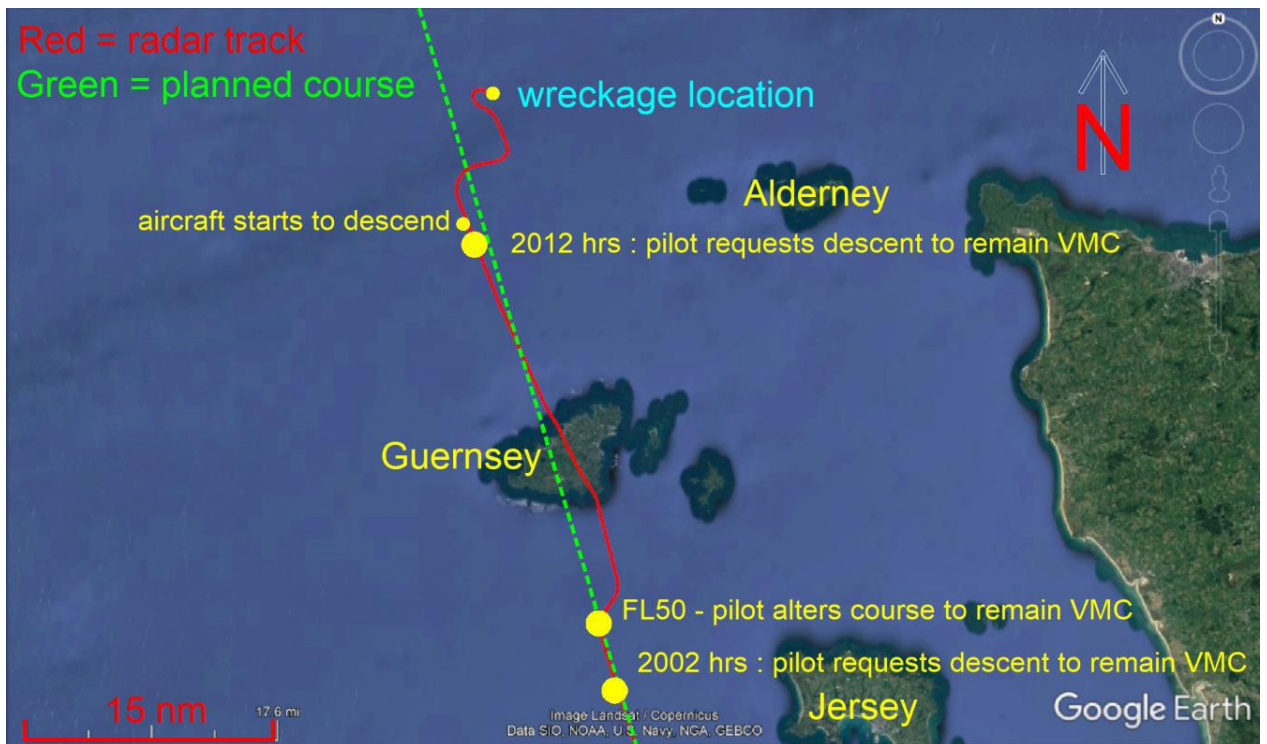 Red = radar track
Green = planned course
N
wreckage location
N
Alderney
aircraft starts to descend
2012 hrs : pilot requests descent to remain VMC
Guernsey
FL50 - pilot alters course to remain VMC
2002 hrs : pilot requests descent to remain VMC
15 nm
17.6 mi
Image Landsat / Copernicus
Data SIO, NOAA, U.S. Navy, NGA, GEBCO
Jersey
Google Earth